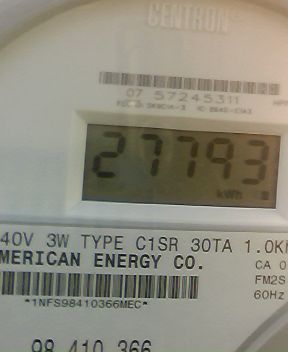 CENTRON
07 57245311
27793
kWh
40V 3W TYPE C1SR 30TA 1.0K
MERICAN ENERGY CO.
CA 0
FM2S
60Hz
*1NFS98410366MEC*
98 410 366